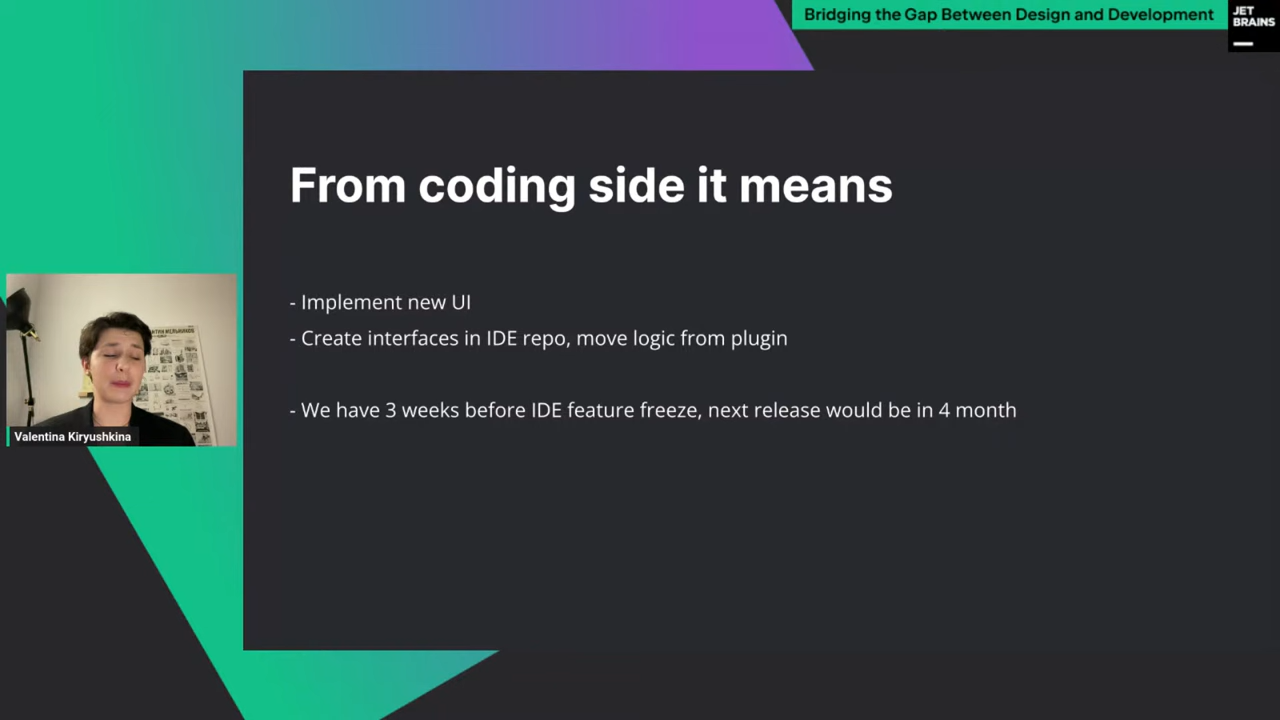 Bridging the Gap Between Design and Development
JET
BRAINS
From coding side it means
- Implement new UI
- Create interfaces in IDE repo, move logic from plugin
- We have 3 weeks before IDE feature freeze, next release would be in 4 month
Valentina Kiryushkina